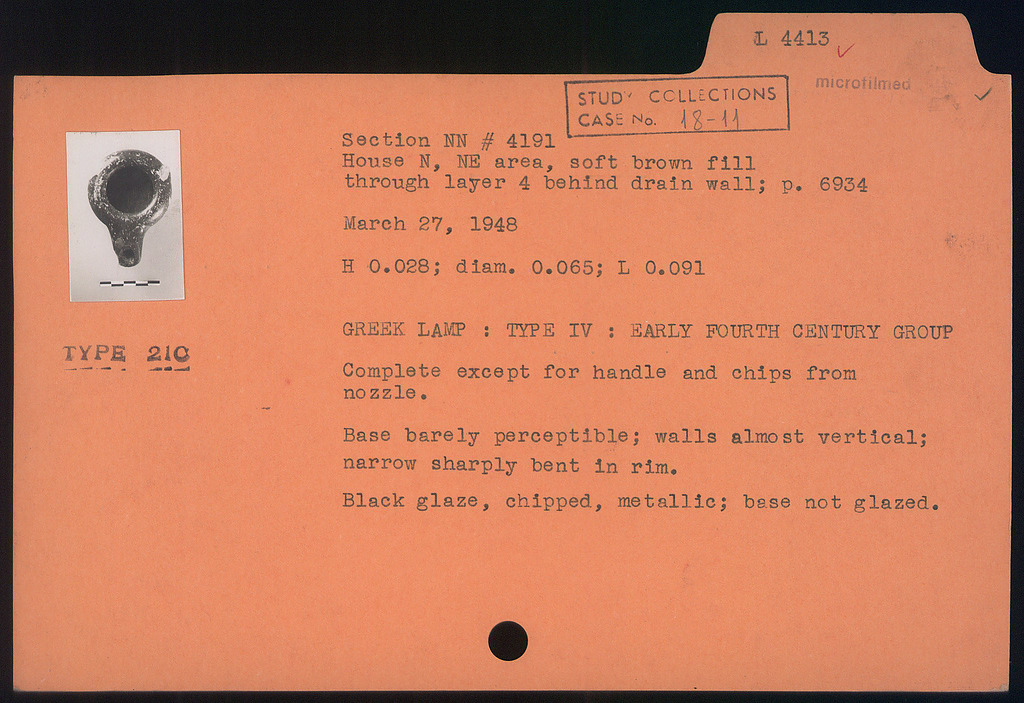 L 4413
microfilmed
STUDY COLLECTIONS
CASE No. 18-11
Section NN # 4191
House N, NE area, soft brown fill
through layer 4 behind drain wall; p. 6934
March 27, 1948
H 0.028; diam. 0.065; L 0.091
GREEK LAMP : TYPE IV : EARLY FOURTH CENTURY GROUP
TYPE 21C
Complete except for handle and chips from
nozzle.
Base barely perceptible; walls almost vertical;
narrow sharply bent in rim.
Black glaze, chipped, metallic; base not glazed.